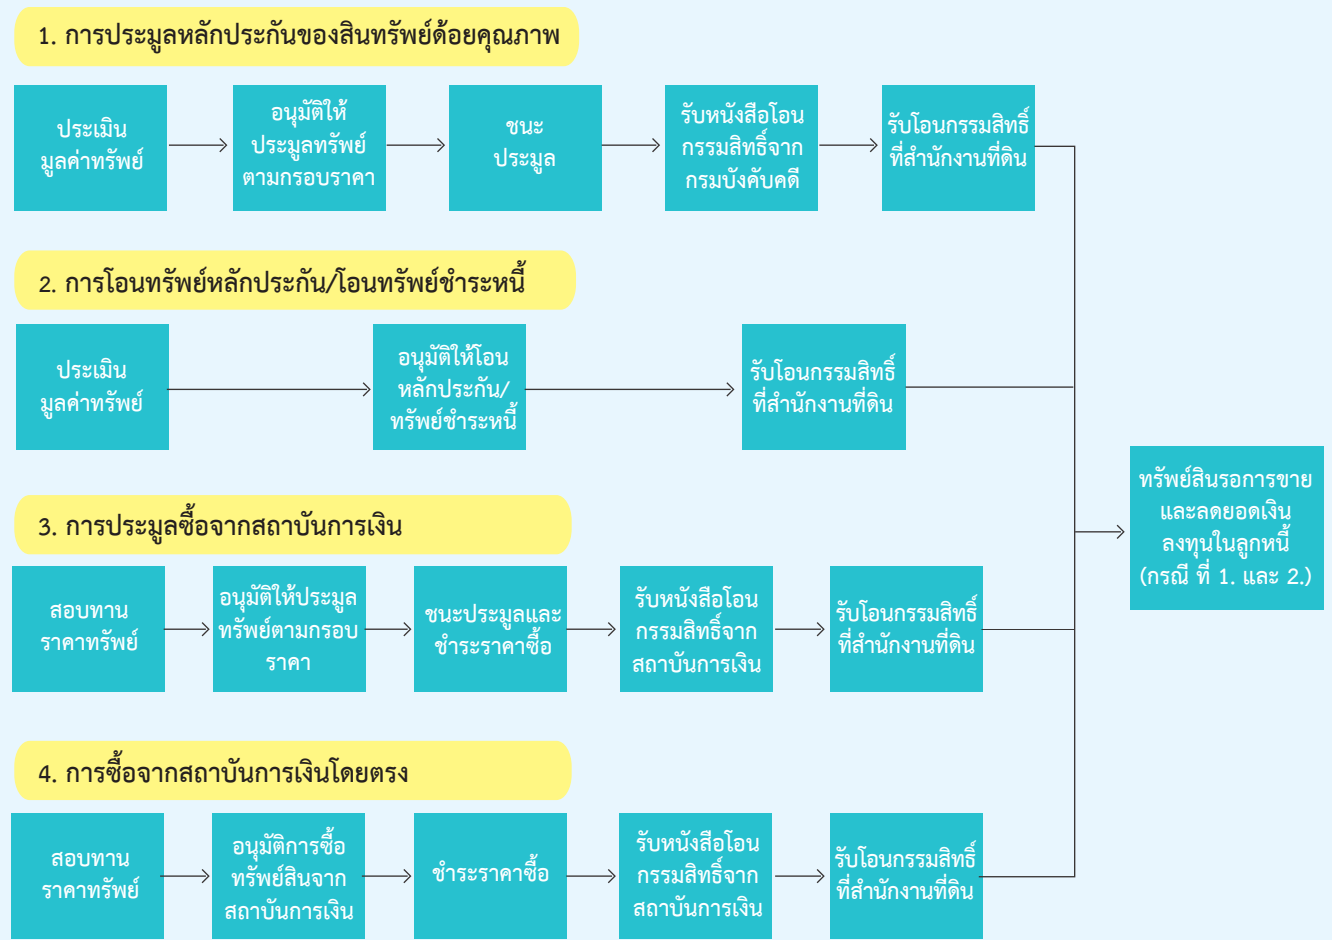 1. การประมูลหลักประกันของสินทรัพย์ด้อยคุณภาพ
ประเมิน
มูลค่าทรัพย์
อนุมัติให้
ประมูลทรัพย์
ตามกรอบราคา
ชนะ
ประมูล
รับหนังสือโอน
กรรมสิทธิ์จาก
กรมบังคับคดี
รับโอนกรรมสิทธิ์
ที่สำนักงานที่ดิน
2. การโอนทรัพย์หลักประกัน/โอนทรัพย์ชำระหนี้
ประเมิน
มูลค่าทรัพย์
อนุมัติให้โอน
หลักประกัน/
ทรัพย์ชำระหนี้
รับโอนกรรมสิทธิ์
ที่สำนักงานที่ดิน
ทรัพย์สินรอการขาย
และลดยอดเงิน
ลงทุนในลูกหนี้
(กรณี ที่ 1. และ 2.)
3. การประมูลซื้อจากสถาบันการเงิน
สอบทาน
ราคาทรัพย์
อนุมัติให้ประมูล
ทรัพย์ตามกรอบ
ราคา
ชนะประมูลและ
ชำระราคาซื้อ
รับหนังสือโอน
กรรมสิทธิ์จาก
สถาบันการเงิน
รับโอนกรรมสิทธิ์
ที่สำนักงานที่ดิน
4. การซื้อจากสถาบันการเงินโดยตรง
สอบทาน
ราคาทรัพย์
อนุมัติการซื้อ
ทรัพย์สินจาก
สถาบันการเงิน
ชำระราคาซื้อ
รับหนังสือโอน
กรรมสิทธิ์จาก
สถาบันการเงิน
รับโอนกรรมสิทธิ์
ที่สำนักงานที่ดิน